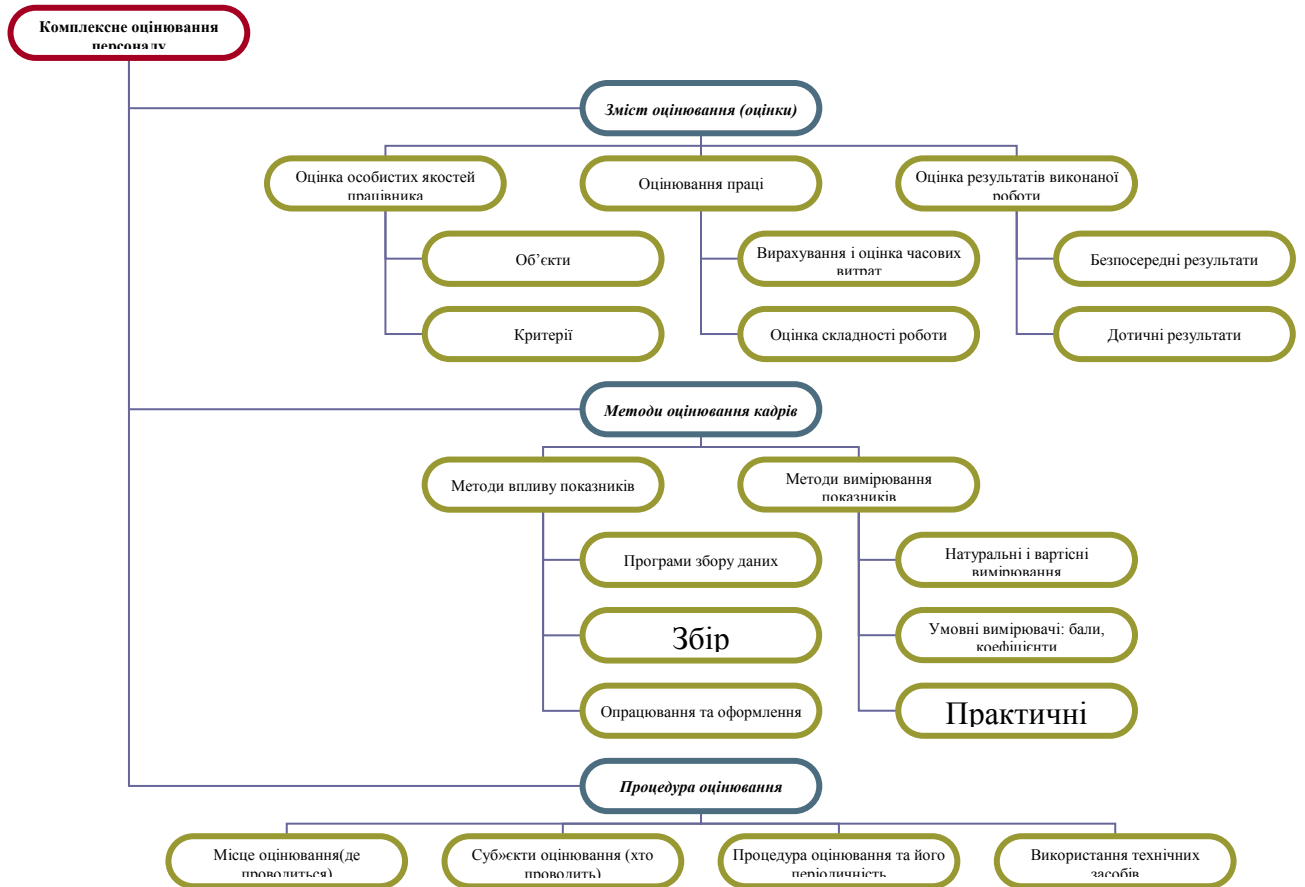 Комплексне оцінювання
персоналу
Зміст оцінювання (оцінки)
Оцінка особистих якостей
працівника
Оцінювання праці
Оцінка результатів виконаної
роботи
Об’єкти
Вирахування і оцінка часових
витрат
Безпосередні результати
Критерії
Оцінка складності роботи
Дотичні результати
Методи оцінювання кадрів
Методи впливу показників
Методи вимірювання
показників
Програми збору даних
Натуральні і вартісні
вимірювання
Збір
Умовні вимірювачі: бали,
коефіцієнти
Опрацювання та оформлення
Практичні
Процедура оцінювання
Місце оцінювання(де
проводиться)
Суб»єкти оцінювання (хто
проводить)
Процедура оцінювання та його
періодичність
Використання технічних
засобів